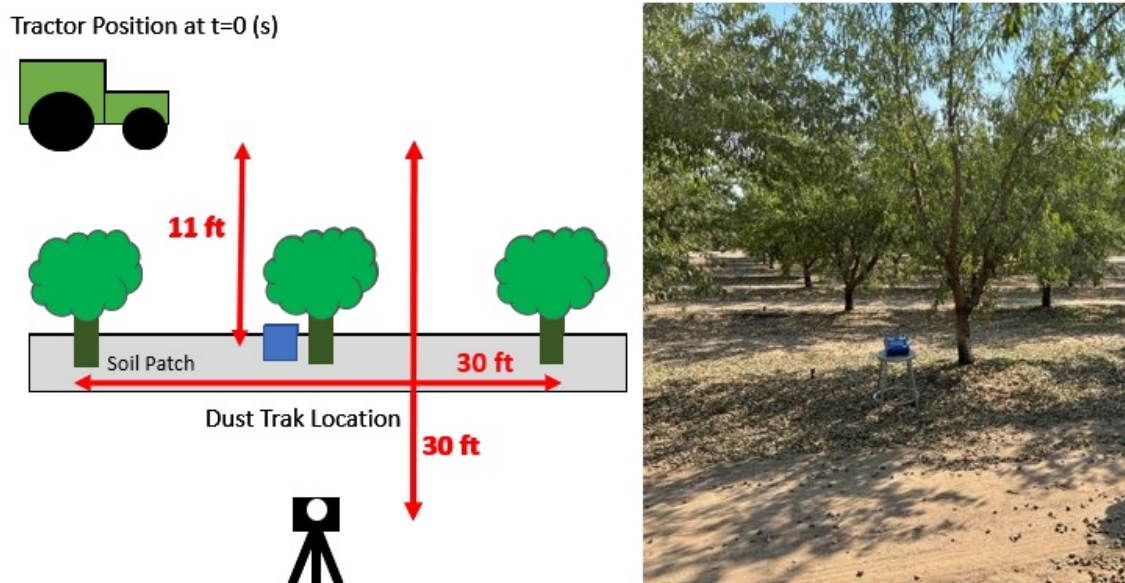 Tractor Position at t=0 (s)
11 ft
Soil Patch
30 ft
Dust Trak Location
30 ft